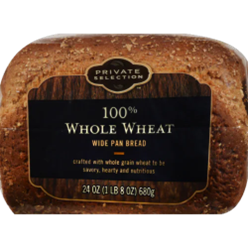 PRIVATE
SELECTION
100%
WHOLE WHEAT
WIDE PAN BREAD
crafted with whole grain wheat to be
savory, hearty and nutritious
24 OZ (1 LB 8 OZ) 680g